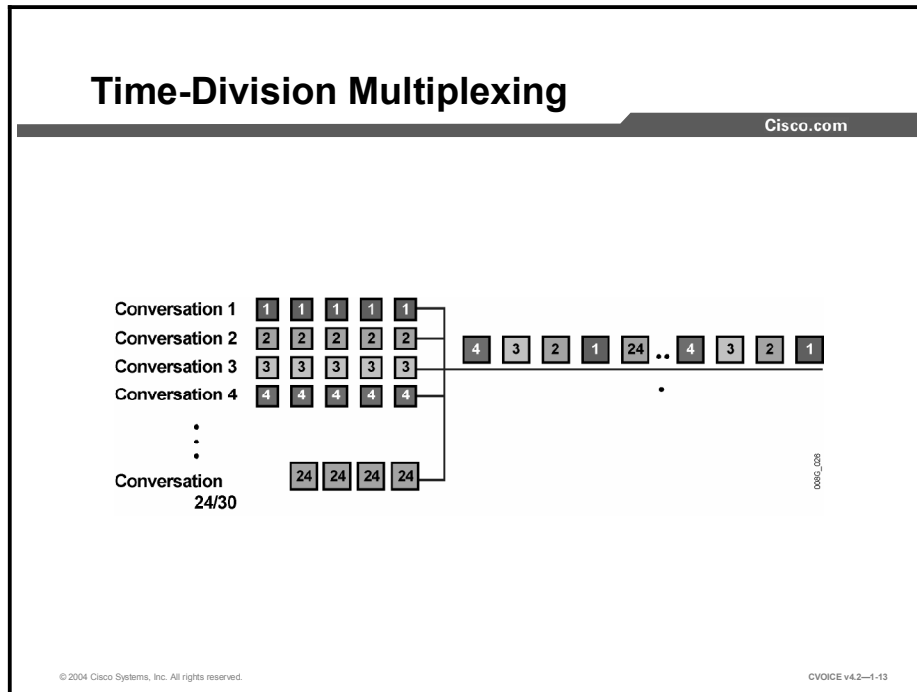 Time-Division Multiplexing
Cisco.com
Conversation 1 1 1 1 1 1
Conversation 2 2 2 2 2 2
Conversation 3 3 3 3 3 3
Conversation 4 4 4 4 4 4
4 3 2 1 24 ... 4 3 2 1
Conversation 24 24 24 24
24/30
008G_026
© 2004 Cisco Systems, Inc. All rights reserved.
CVOICE v4.2—1-13